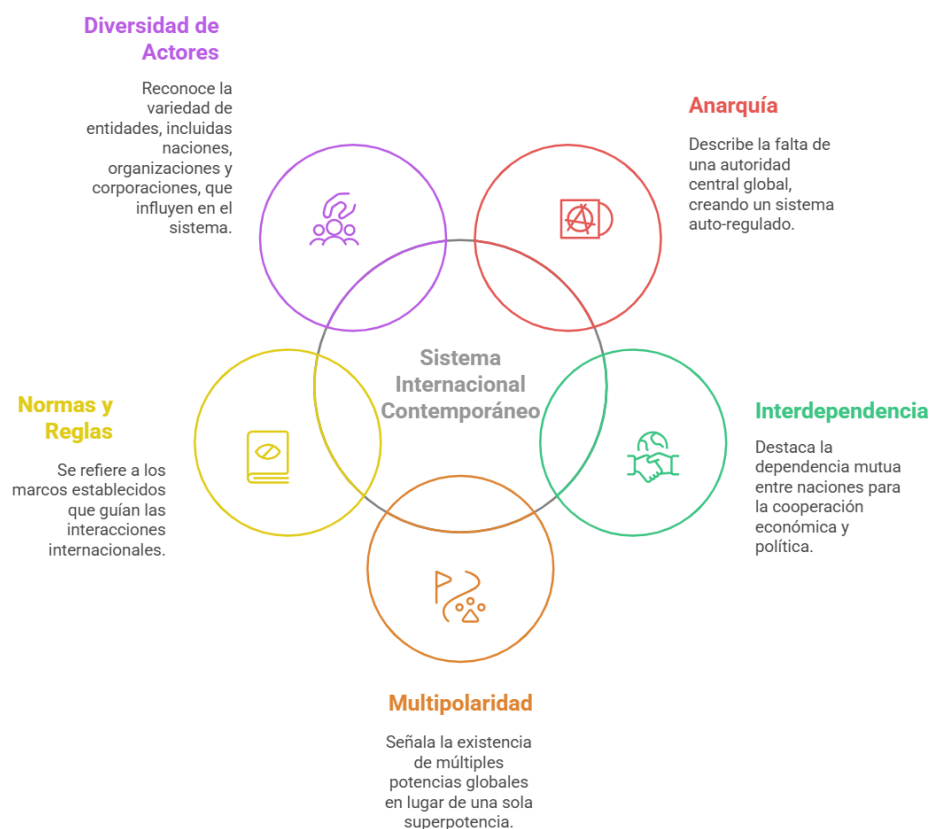 Diversidad de
Actores
Reconoce la
variedad de
entidades, incluidas
naciones,
organizaciones y
corporaciones, que
influyen en el
sistema.
Anarquía
Describe la falta de
una autoridad
central global,
creando un sistema
auto-regulado.
Sistema
Internacional
Contemporáneo
Normas y
Reglas
Se refiere a los
marcos establecidos
que guían las
interacciones
internacionales.
Interdependencia
Destaca la
dependencia mutua
entre naciones para
la cooperación
económica y
política.
Multipolaridad
Señala la existencia
de múltiples
potencias globales
en lugar de una sola
superpotencia.